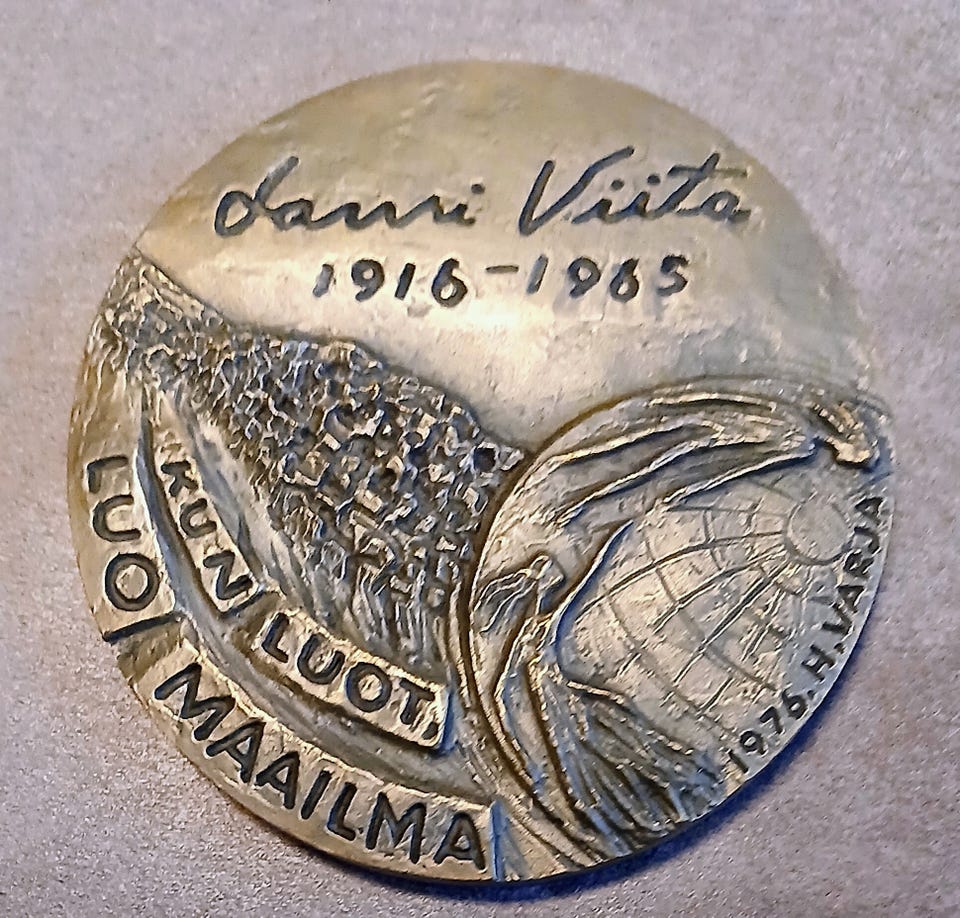 Lauri Viita
1916-1965
KUN LUOT,
LUO MAAILMA
1976. H. VARJA